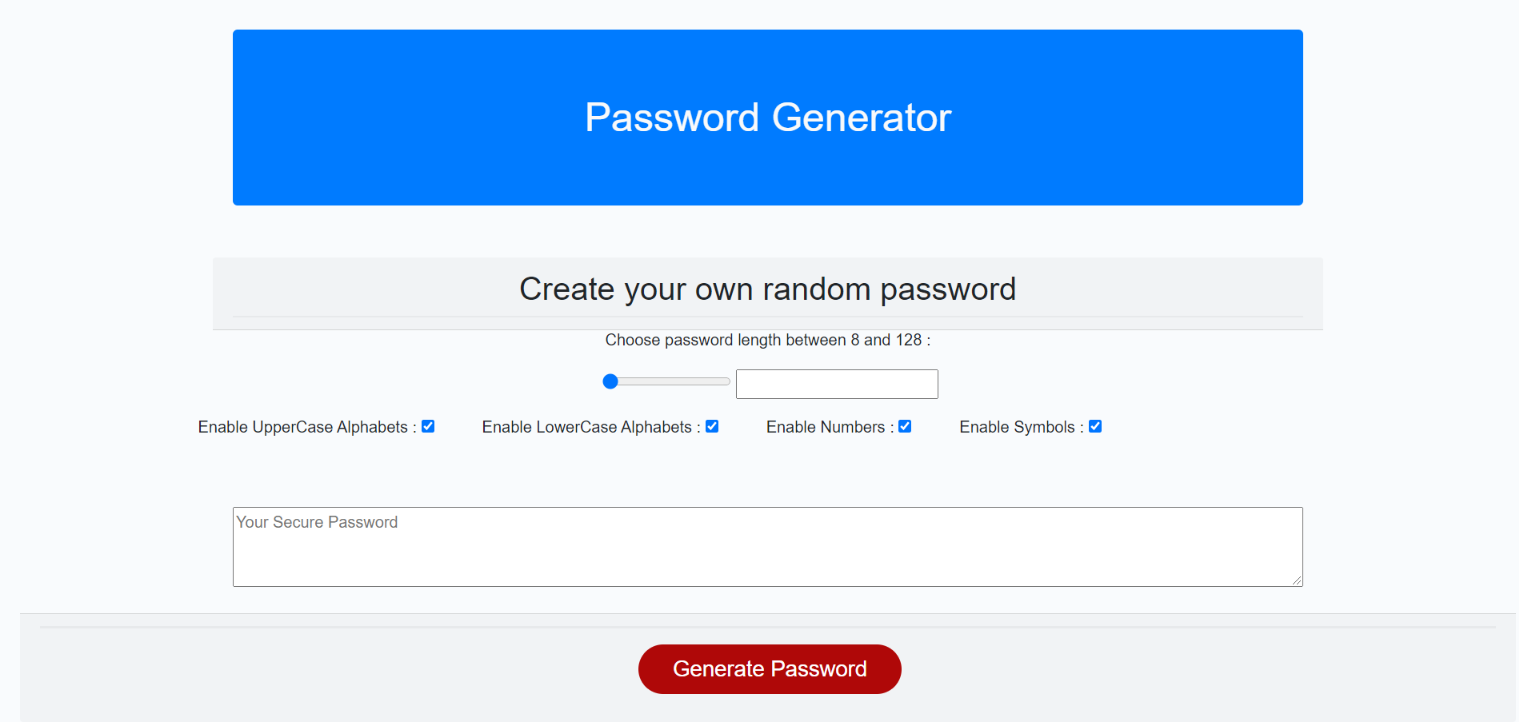 Password Generator
Create your own random password
Choose password length between 8 and 128 :
Enable UpperCase Alphabets : Enable LowerCase Alphabets : Enable Numbers : Enable Symbols :
Your Secure Password
Generate Password